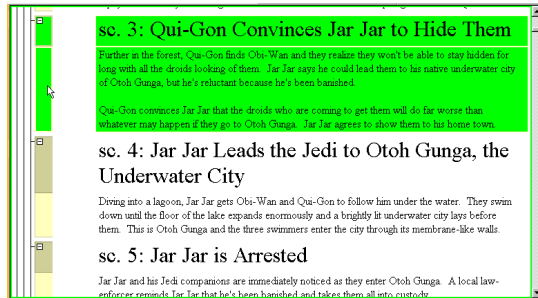 sc. 3: Qui-Gon Convinces Jar Jar to Hide Them
Further in the forest, Qui-Gon finds Obi-Wan and they realize they won't be able to stay hidden for
long with all the droids looking of them. Jar Jar says he could lead them to his native underwater city
of Otoh Gunga, but he's reluctant because he's been banished.
Qui-Gon convinces Jar Jar that the droids who are coming to get them will do far worse than
whatever may happen if they go to Otoh Gunga. Jar Jar agrees to show them to his home town.
sc. 4: Jar Jar Leads the Jedi to Otoh Gunga, the
Underwater City
Diving into a lagoon, Jar Jar gets Obi-Wan and Qui-Gon to follow him under the water. They swim
down until the floor of the lake expands enormously and a brightly lit underwater city lays before
them. This is Otoh Gunga and the three swimmers enter the city through its membrane-like walls.
sc. 5: Jar Jar is Arrested
Jar Jar and his Jedi companions are immediately noticed as they enter Otoh Gunga. A local law-
enforcer reminds Jar Jar that he's been banished and takes them all into custody.